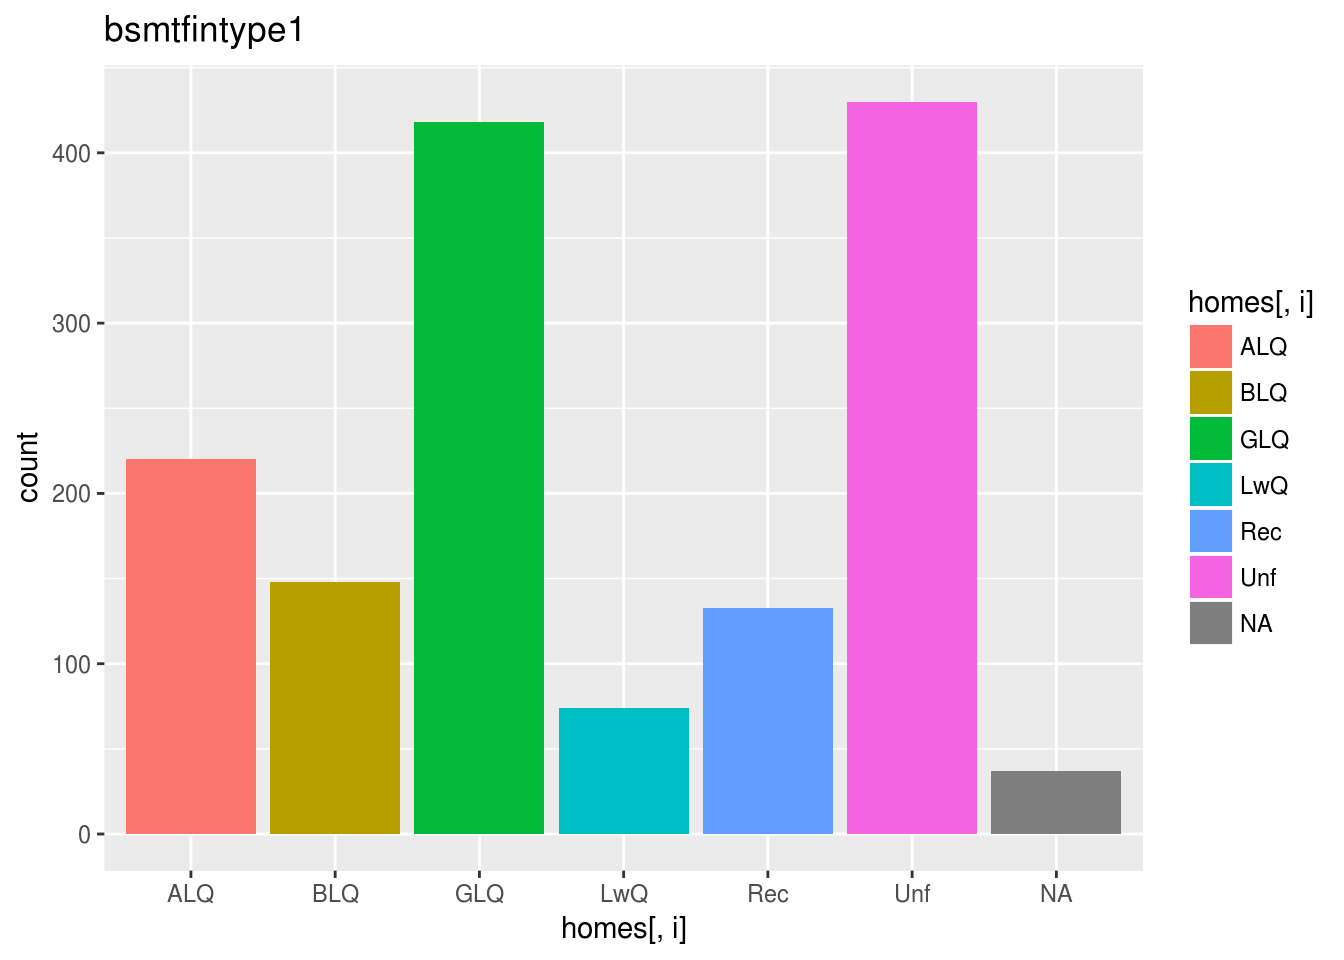 bsmtfintype1
400
300
200
100
0
count
ALQ BLQ GLQ LwQ Rec Unf NA
homes[, i]
homes[, i]
ALQ
BLQ
GLQ
LwQ
Rec
Unf
NA